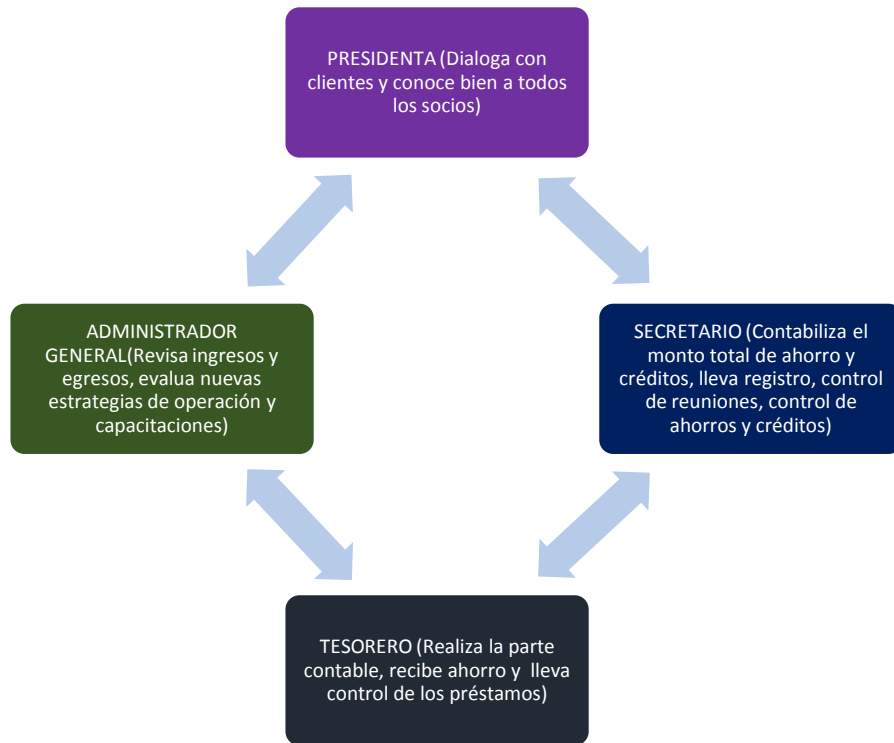 PRESIDENTA (Dialoga con
clientes y conoce bien a todos
los socios)
ADMINISTRADOR
GENERAL(Revisa ingresos y
egresos, evalua nuevas
estrategias de operación y
capacitaciones)
SECRETARIO (Contabiliza el
monto total de ahorro y
créditos, lleva registro, control
de reuniones, control de
ahorros y créditos)
TESORERO (Realiza la parte
contable, recibe ahorro y lleva
control de los préstamos)